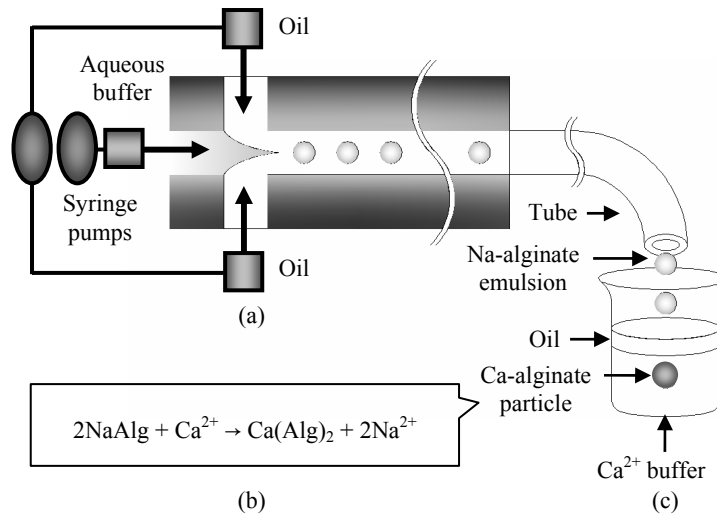 Oil
Aqueous
buffer
Syringe
pumps
Oil
(a)
Tube
Na-alginate
emulsion
Oil
Ca-alginate
particle
2NaAlg + Ca²⁺ → Ca(Alg)₂ + 2Na²⁺
Ca²⁺ buffer
(b)
(c)